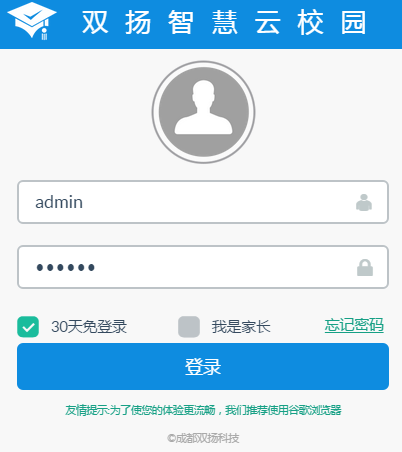 双扬智慧云校园
admin
••••••
30天免登录 我是家长 忘记密码
登录
友情提示:为了使您的体验更流畅，我们推荐使用谷歌浏览器
©成都双扬科技